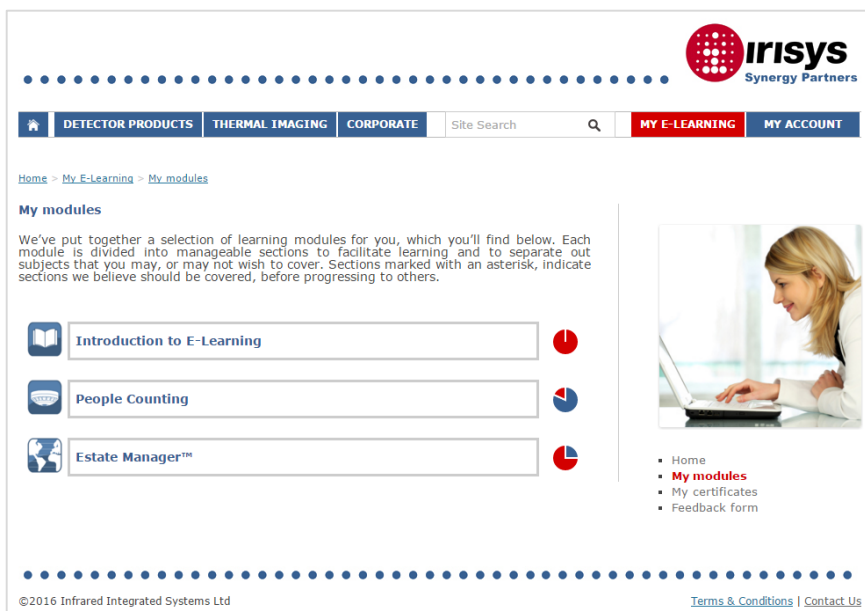 Irisys
Synergy Partners
DETECTOR PRODUCTS THERMAL IMAGING CORPORATE Site Search MY E-LEARNING MY ACCOUNT
Home > My E-Learning > My modules
My modules
We've put together a selection of learning modules for you, which you'll find below. Each
module is divided into manageable sections to facilitate learning and to separate out
subjects that you may, or may not wish to cover. Sections marked with an asterisk, indicate
sections we believe should be covered, before progressing to others.
Introduction to E-Learning
People Counting
Estate Manager™
Home
My modules
My certificates
Feedback form
©2016 Infrared Integrated Systems Ltd
Terms & Conditions | Contact Us